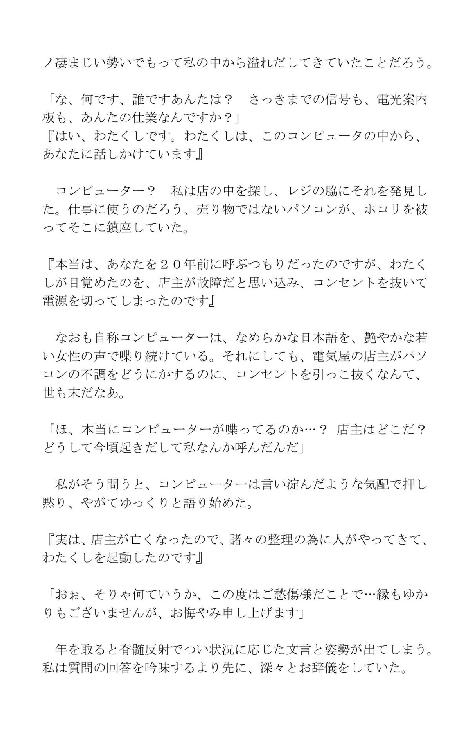 ノ凄まじい勢いでもって私の中から溢れだしてきていたことだろう。
「な、何です、誰ですあんたは？　さっきまでの信号も、電光案内
板も、あんたの仕業なんですか？」
『はい、わたくしです。わたくしは、このコンピュータの中から、
あなたに話しかけています』
　コンピューター？　私は店の中を探し、レジの脇にそれを発見し
た。仕事に使うのだろう、売り物ではないパソコンが、ホコリを被
ってそこに鎮座していた。
『本当は、あなたを２０年前に呼ぶつもりだったのですが、わたく
しが目覚めたのを、店主が故障だと思い込み、コンセントを抜いて
電源を切ってしまったのです』
　なおも自称コンピューターは、なめらかな日本語を、艶やかな若
い女性の声で喋り続けている。それにしても、電気屋の店主がパソ
コンの不調をどうにかするのに、コンセントを引っこ抜くなんて、
世も末だなあ。
「ほ、本当にコンピューターが喋ってるのか…？ 店主はどこだ？
どうして今頃起きだして私なんか呼んだんだ」
　私がそう問うと、コンピューターは言い淀んだような気配で押し
黙り、やがてゆっくりと語り始めた。
『実は、店主が亡くなったので、諸々の整理の為に人がやってきて、
わたくしを起動したのです』
「おぉ、そりゃ何ていうか、この度はご愁傷様だことで…縁もゆか
りもございませんが、お悔やみ申し上げます」
　年を取ると脊髄反射でつい状況に応じた文言と姿勢が出てしまう。
私は質問の回答を吟味するより先に、深々とお辞儀をしていた。